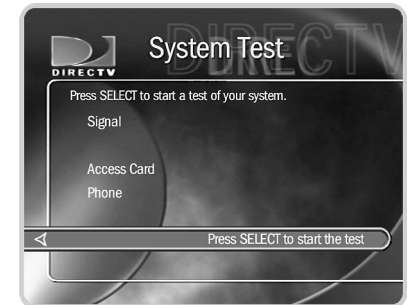 DIRECTV
System Test
DIRECTV
Press SELECT to start a test of your system.
Signal
Access Card
Phone
Press SELECT to start the test